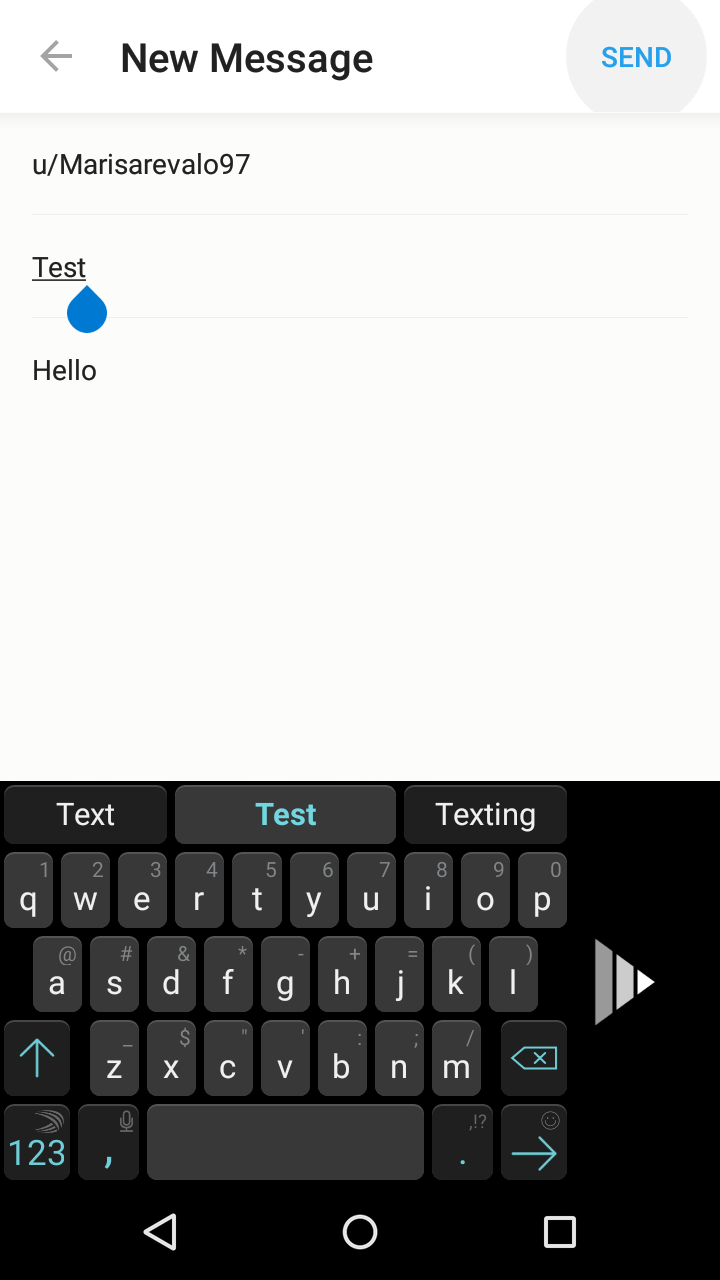 New Message SEND
u/Marisarevalo97
Test
Hello
Text Test Texting
1 2 3 4 5 6 7 8 9 0
q w e r t y u i o p
@ # & * - + = ( )
a s d f g h j k l
_ $ " ' : ; /
z x c v b n m
,!?
123 , .